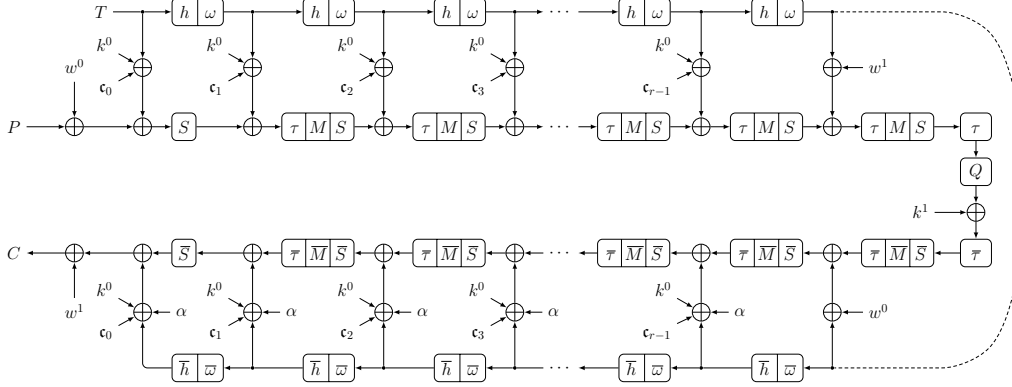 T h ω h ω h ω ··· h ω h ω
k⁰ k⁰ k⁰ k⁰ k⁰
w⁰ 𝖈₀ 𝖈₁ 𝖈₂ 𝖈₃ 𝖈ᵣ₋₁ w¹
P S τ M S τ M S ··· τ M S τ M S τ M S τ
Q
k¹
C S̅ τ̅ M̅ S̅ τ̅ M̅ S̅ ··· τ̅ M̅ S̅ τ̅ M̅ S̅ τ̅ M̅ S̅ τ̅
k⁰ k⁰ k⁰ k⁰ k⁰
w¹ α α α α α w⁰
𝖈₀ 𝖈₁ 𝖈₂ 𝖈₃ 𝖈ᵣ₋₁
h̅ ω̅ h̅ ω̅ h̅ ω̅ ··· h̅ ω̅ h̅ ω̅